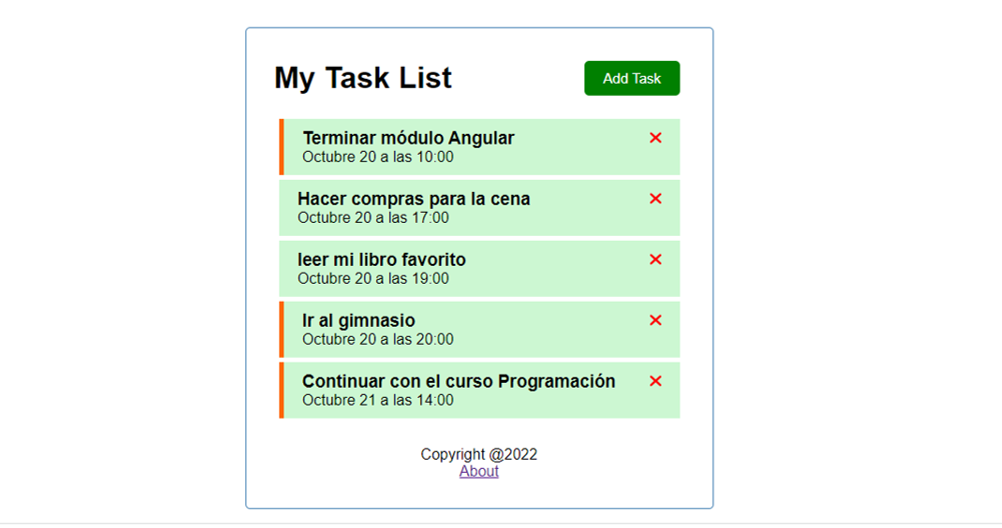 My Task List
Add Task
Terminar módulo Angular
Octubre 20 a las 10:00
Hacer compras para la cena
Octubre 20 a las 17:00
leer mi libro favorito
Octubre 20 a las 19:00
Ir al gimnasio
Octubre 20 a las 20:00
Continuar con el curso Programación
Octubre 21 a las 14:00
Copyright @2022
About